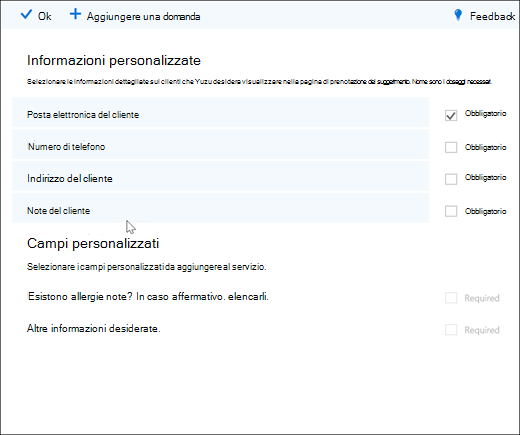 Ok Aggiungere una domanda Feedback
Informazioni personalizzate
Selezionare le informazioni dettagliate sui clienti che Yuzu desidera visualizzare nella pagina di prenotazione del suggerimento. Nome sono i dosaggi necessari.
Posta elettronica del cliente Obbligatorio
Numero di telefono Obbligatorio
Indirizzo del cliente Obbligatorio
Note del cliente Obbligatorio
Campi personalizzati
Selezionare i campi personalizzati da aggiungere al servizio.
Esistono allergie note? In caso affermativo. elencarli. Required
Altre informazioni desiderate. Required